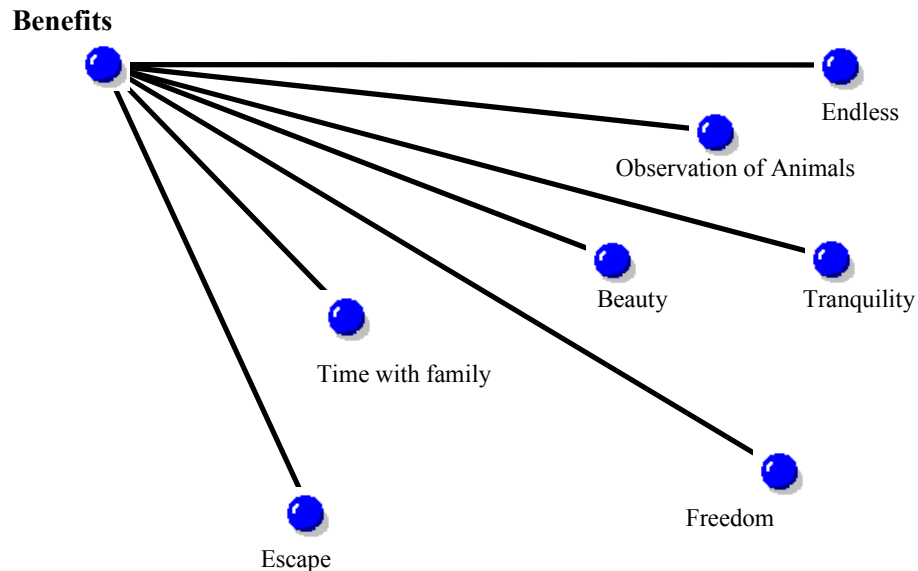 Benefits
Endless
Observation of Animals
Beauty
Tranquility
Time with family
Freedom
Escape